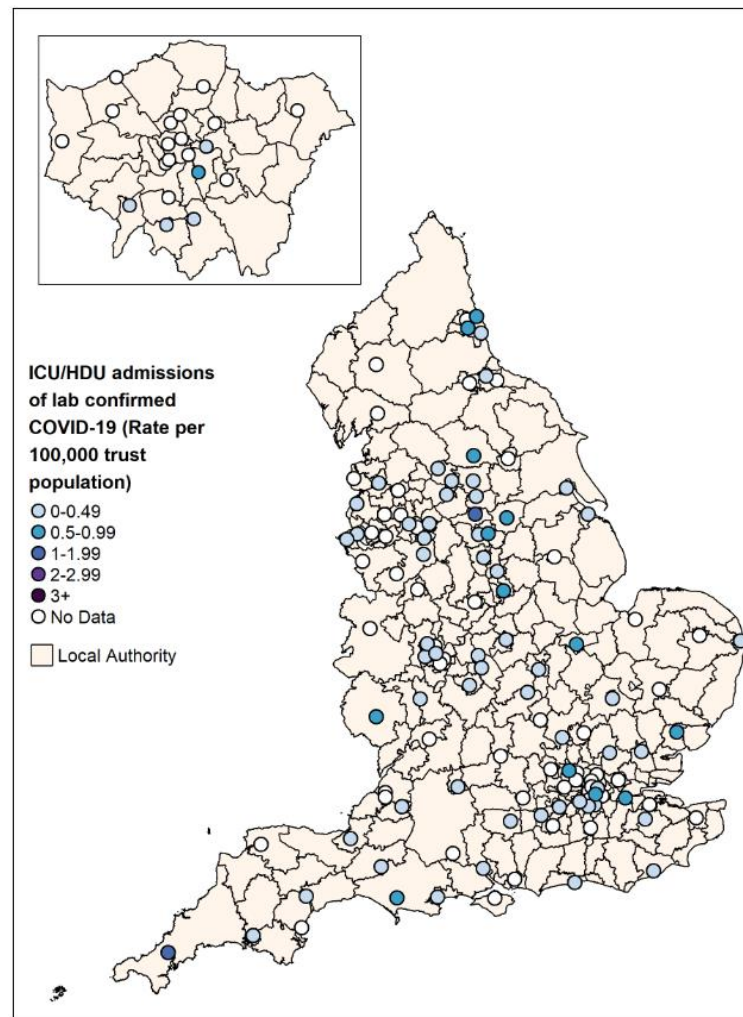 ICU/HDU admissions
of lab confirmed
COVID-19 (Rate per
100,000 trust
population)
0-0.49
0.5-0.99
1-1.99
2-2.99
3+
No Data
Local Authority